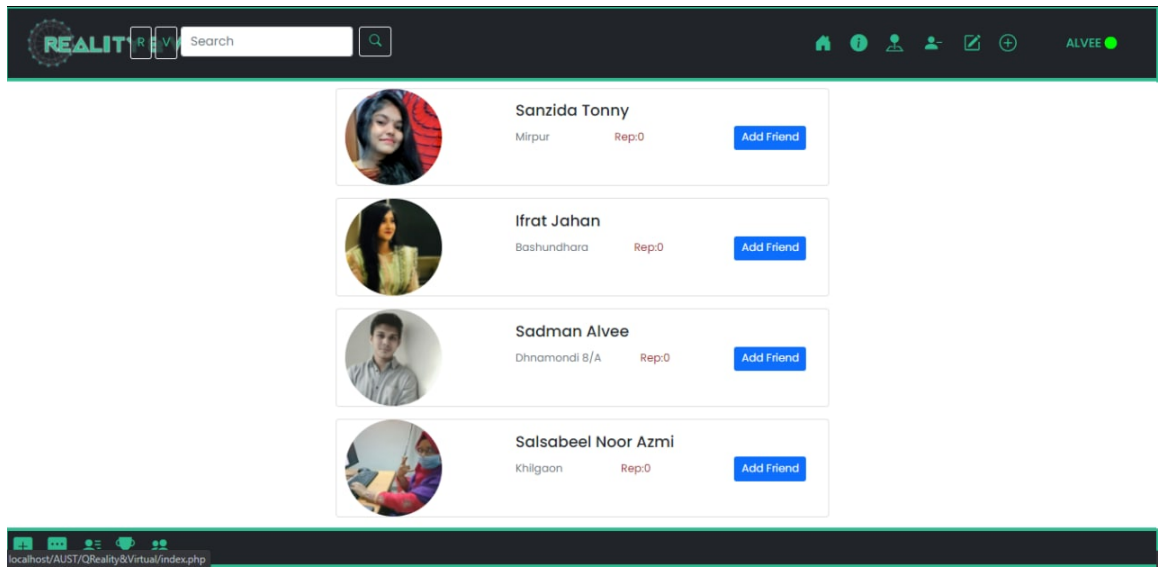 REALITY R V Search ALVEE
Sanzida Tonny
Mirpur Rep:0 Add Friend
Ifrat Jahan
Bashundhara Rep:0 Add Friend
Sadman Alvee
Dhnamondi 8/A Rep:0 Add Friend
Salsabeel Noor Azmi
Khilgaon Rep:0 Add Friend
localhost/AUST/QReality&Virtual/index.php